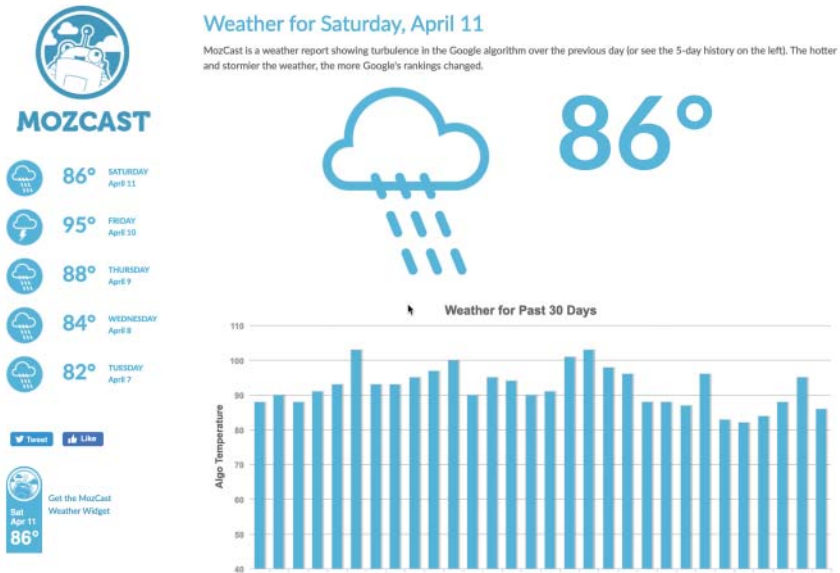 MOZCAST
86° SATURDAY
April 11
95° FRIDAY
April 10
88° THURSDAY
April 9
84° WEDNESDAY
April 8
82° TUESDAY
April 7
Tweet Like
Sat
Apr 11
86°
Get the MozCast
Weather Widget
Weather for Saturday, April 11
MozCast is a weather report showing turbulence in the Google algorithm over the previous day (or see the 5-day history on the left). The hotter
and stormier the weather, the more Google's rankings changed.
86°
Weather for Past 30 Days
Algo Temperature
110
100
90
80
70
60
50
40